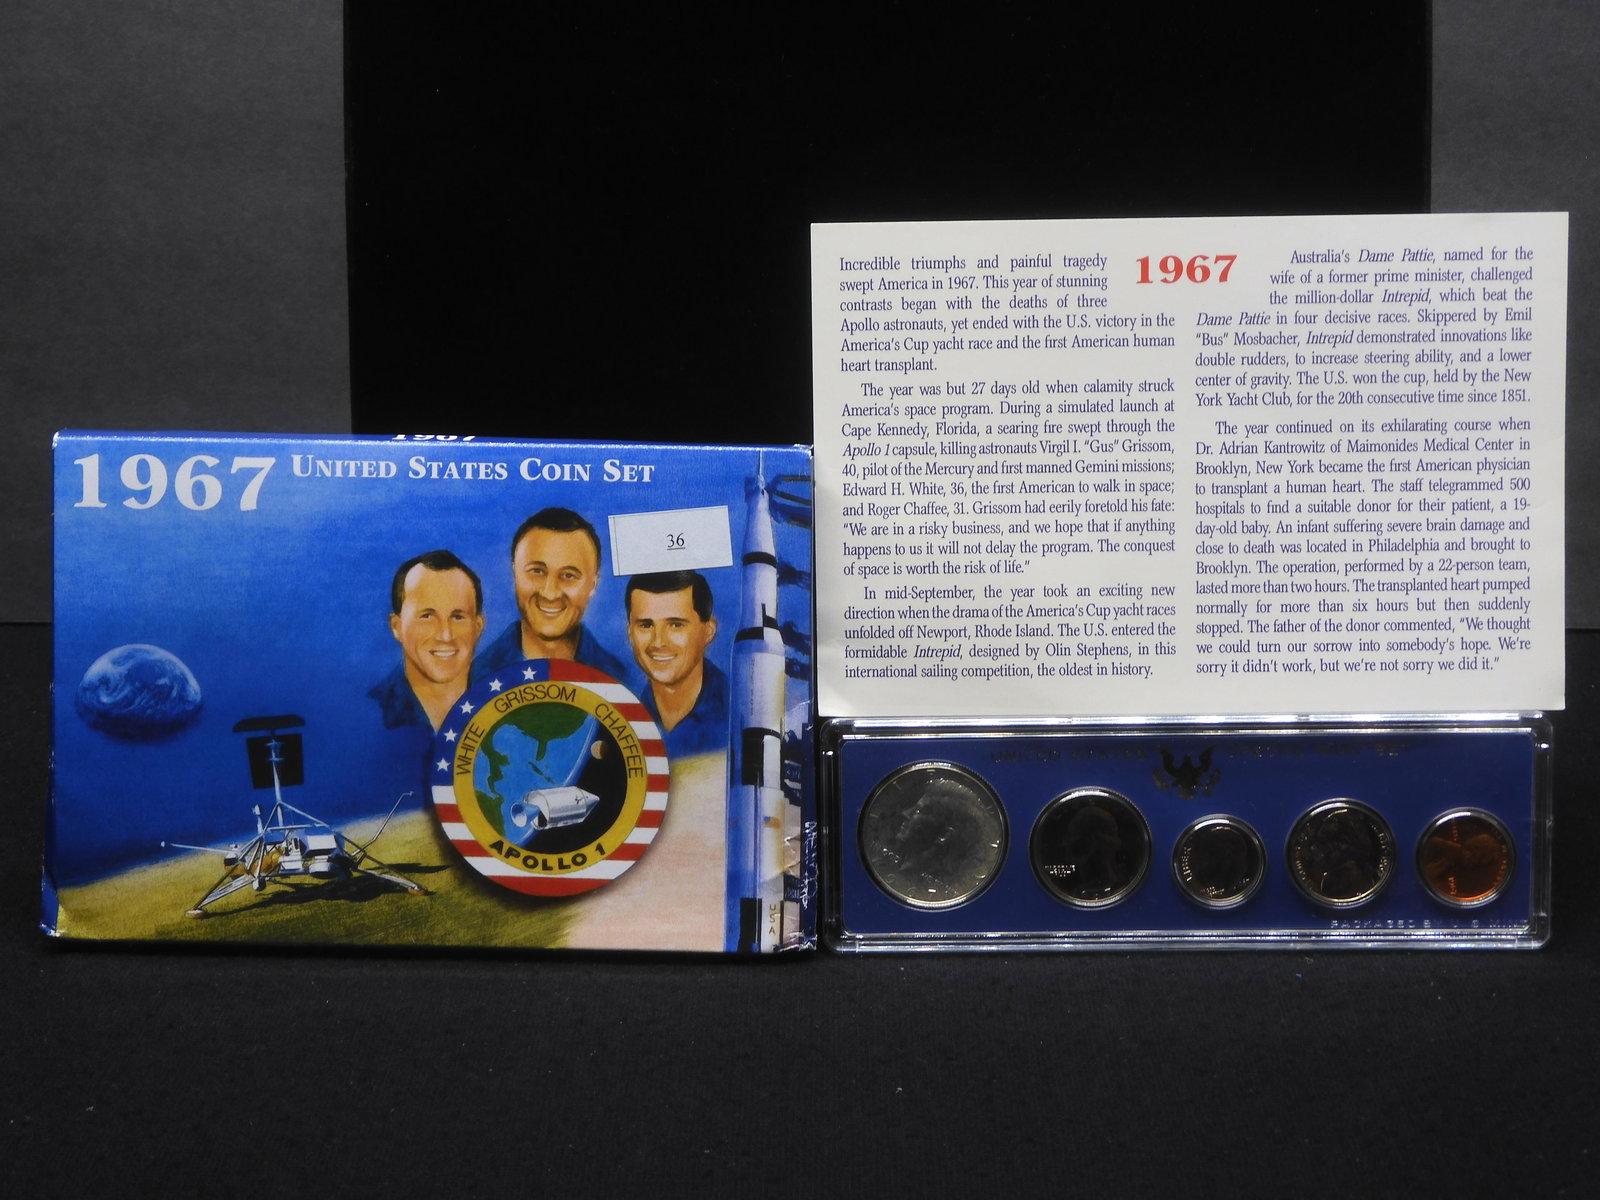 1967
1967 UNITED STATES COIN SET
36
WHITE GRISSOM CHAFFEE
APOLLO 1
USA
1967
Incredible triumphs and painful tragedy
swept America in 1967. This year of stunning
contrasts began with the deaths of three
Apollo astronauts, yet ended with the U.S. victory in the
America's Cup yacht race and the first American human
heart transplant.
The year was but 27 days old when calamity struck
America's space program. During a simulated launch at
Cape Kennedy, Florida, a searing fire swept through the
Apollo 1 capsule, killing astronauts Virgil I. "Gus" Grissom,
40, pilot of the Mercury and first manned Gemini missions;
Edward H. White, 36, the first American to walk in space;
and Roger Chaffee, 31. Grissom had eerily foretold his fate:
"We are in a risky business, and we hope that if anything
happens to us it will not delay the program. The conquest
of space is worth the risk of life."
In mid-September, the year took an exciting new
direction when the drama of the America's Cup yacht races
unfolded off Newport, Rhode Island. The U.S. entered the
formidable Intrepid, designed by Olin Stephens, in this
international sailing competition, the oldest in history.
Australia's Dame Pattie, named for the
wife of a former prime minister, challenged
the million-dollar Intrepid, which beat the
Dame Pattie in four decisive races. Skippered by Emil
"Bus" Mosbacher, Intrepid demonstrated innovations like
double rudders, to increase steering ability, and a lower
center of gravity. The U.S. won the cup, held by the New
York Yacht Club, for the 20th consecutive time since 1851.
The year continued on its exhilarating course when
Dr. Adrian Kantrowitz of Maimonides Medical Center in
Brooklyn, New York became the first American physician
to transplant a human heart. The staff telegrammed 500
hospitals to find a suitable donor for their patient, a 19-
day-old baby. An infant suffering severe brain damage and
close to death was located in Philadelphia and brought to
Brooklyn. The operation, performed by a 22-person team,
lasted more than two hours. The transplanted heart pumped
normally for more than six hours but then suddenly
stopped. The father of the donor commented, "We thought
we could turn our sorrow into somebody's hope. We're
sorry it didn't work, but we're not sorry we did it."
UNITED STATES SPECIAL MINT SET
PACKAGED BY U.S. MINT